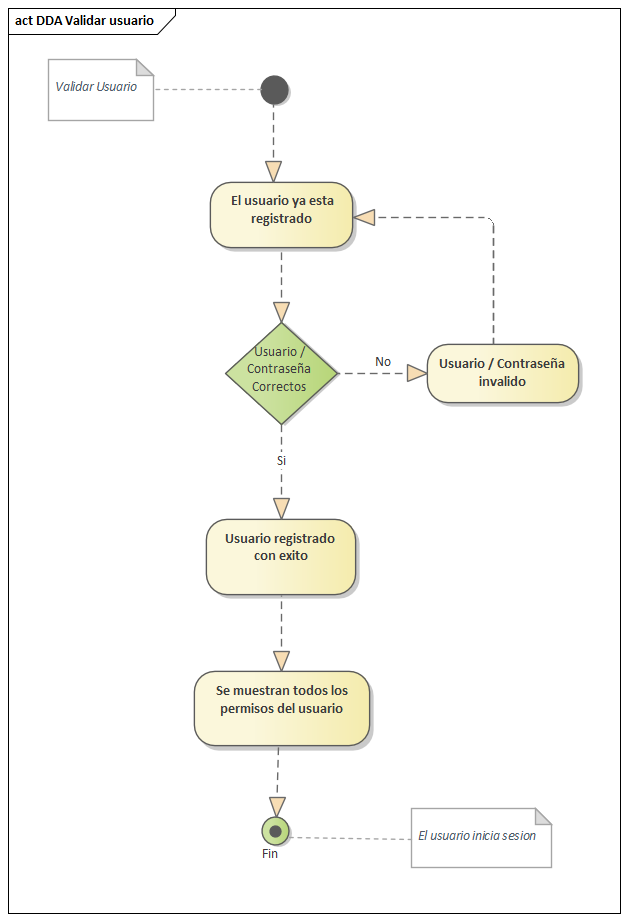 act DDA Validar usuario
Validar Usuario
El usuario ya esta
registrado
Usuario /
Contraseña
Correctos
No
Usuario / Contraseña
invalido
Si
Usuario registrado
con exito
Se muestran todos los
permisos del usuario
Fin
El usuario inicia sesion